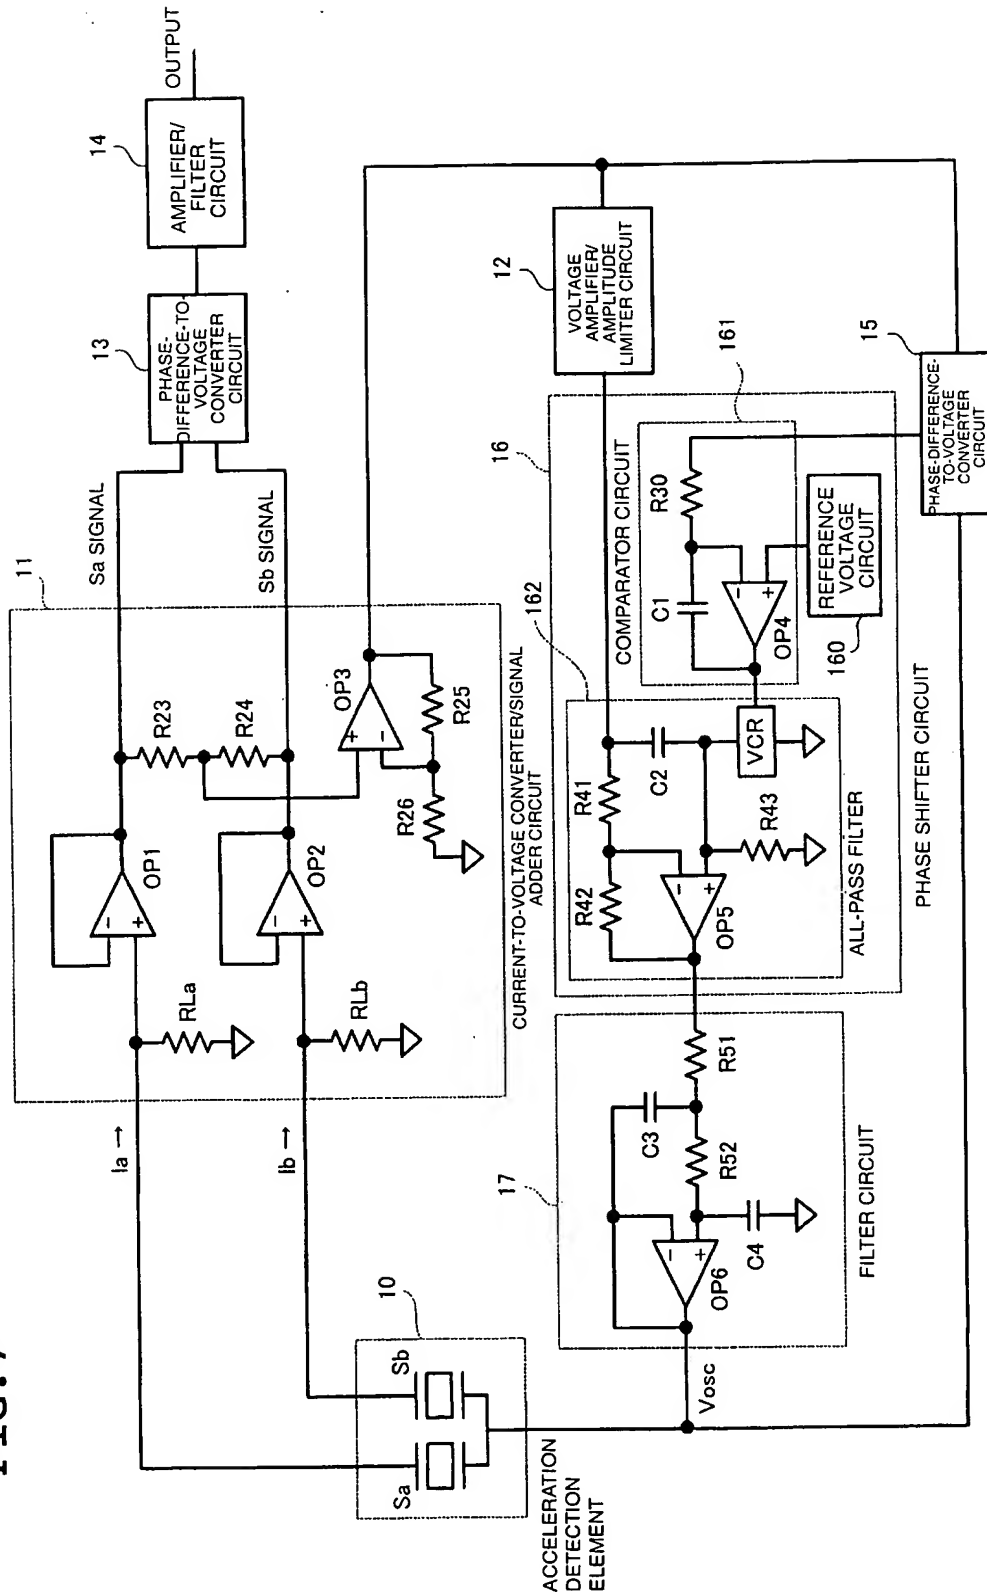 FIG. 7
OUTPUT
14
AMPLIFIER/
FILTER
CIRCUIT
13
PHASE-
DIFFERENCE-TO-
VOLTAGE
CONVERTER
CIRCUIT
Sa SIGNAL
Sb SIGNAL
11
OP1
R23
R24
OP2
OP3
R25
R26
RLa
RLb
CURRENT-TO-VOLTAGE CONVERTER/SIGNAL
ADDER CIRCUIT
Ia →
Ib →
10
Sa
Sb
ACCELERATION
DETECTION
ELEMENT
12
VOLTAGE
AMPLIFIER/
AMPLITUDE
LIMITER CIRCUIT
15
PHASE-DIFFERENCE-
TO-VOLTAGE
CONVERTER
CIRCUIT
16
161
COMPARATOR CIRCUIT
R30
C1
OP4
REFERENCE
VOLTAGE
CIRCUIT
160
162
R41
C2
VCR
R42
R43
OP5
ALL-PASS FILTER
PHASE SHIFTER CIRCUIT
17
R51
C3
R52
C4
OP6
FILTER CIRCUIT
Vosc
− +
− +
+ −
− +
− +
− +